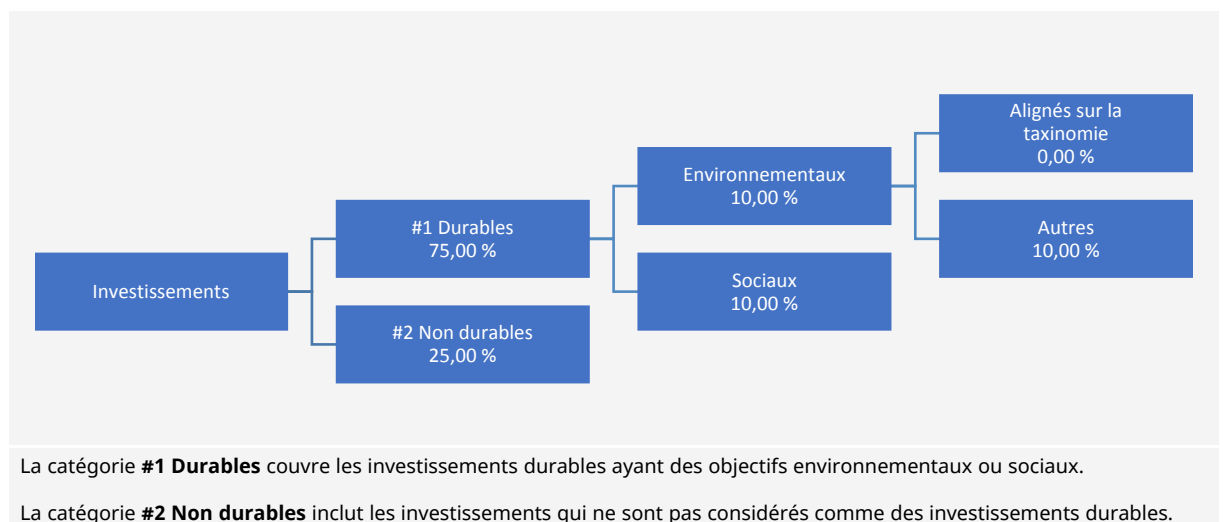 Investissements
#1 Durables
75,00 %
#2 Non durables
25,00 %
Environnementaux
10,00 %
Sociaux
10,00 %
Alignés sur la
taxinomie
0,00 %
Autres
10,00 %
La catégorie #1 Durables couvre les investissements durables ayant des objectifs environnementaux ou sociaux.
La catégorie #2 Non durables inclut les investissements qui ne sont pas considérés comme des investissements durables.